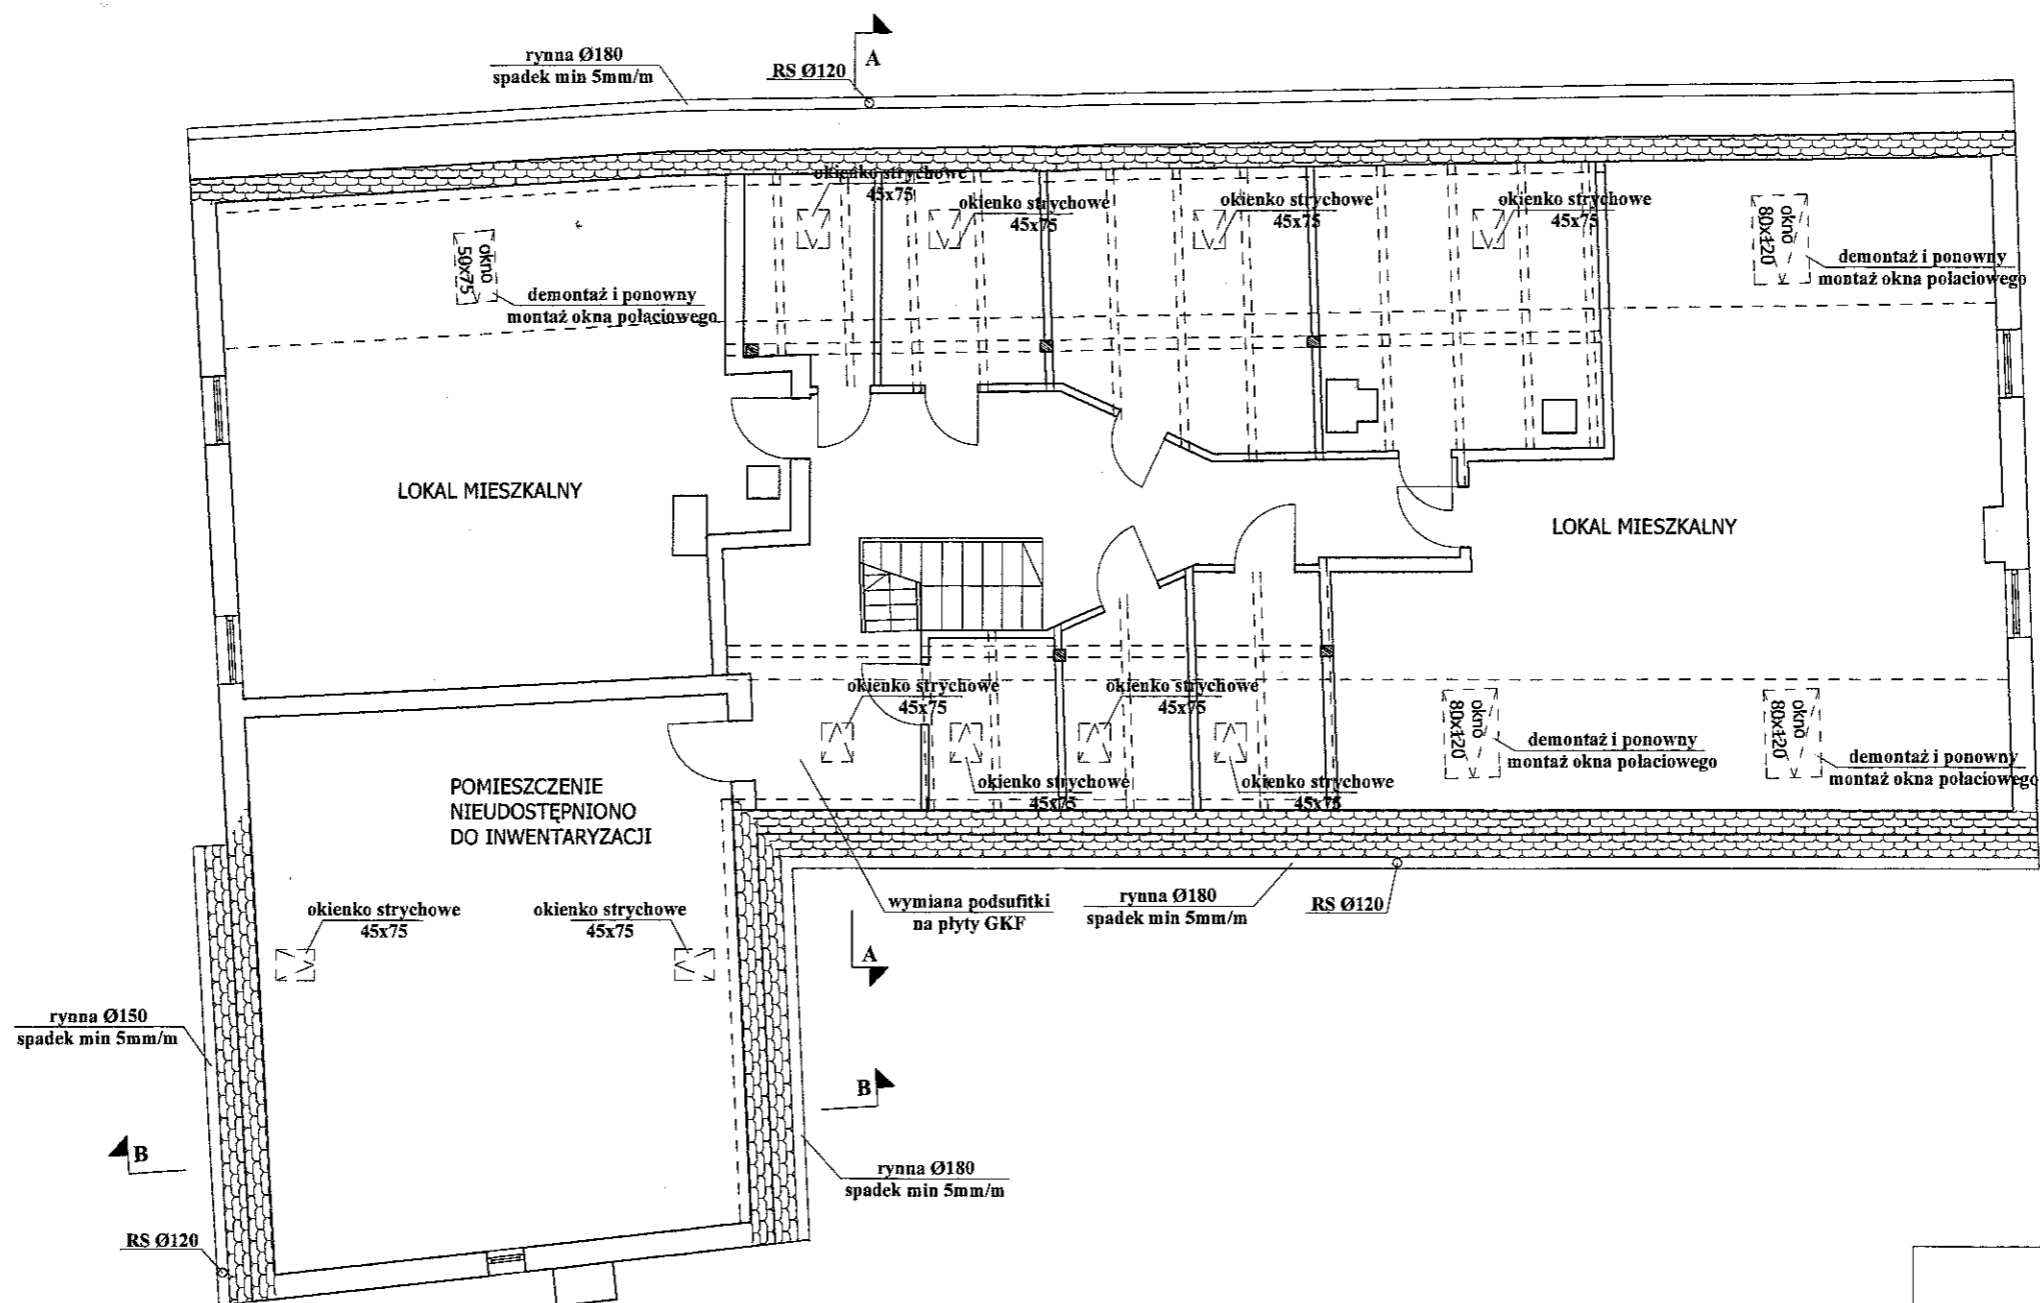 rynna Ø180
spadek min 5mm/m
RS Ø120
A
okienko strychowe
45x75
okienko strychowe
45x75
okienko strychowe
45x75
okienko strychowe
45x75
okno
50x75
demontaż i ponowny
montaż okna połaciowego
okno
80x120
demontaż i ponowny
montaż okna połaciowego
LOKAL MIESZKALNY
LOKAL MIESZKALNY
okienko strychowe
45x75
okienko strychowe
45x75
okienko strychowe
45x75
okienko strychowe
45x75
okno
80x120
demontaż i ponowny
montaż okna połaciowego
okno
80x120
demontaż i ponowny
montaż okna połaciowego
POMIESZCZENIE
NIEUDOSTĘPNIONO
DO INWENTARYZACJI
okienko strychowe
45x75
okienko strychowe
45x75
wymiana podsufitki
na płyty GKF
rynna Ø180
spadek min 5mm/m
RS Ø120
A
rynna Ø150
spadek min 5mm/m
B
B
rynna Ø180
spadek min 5mm/m
RS Ø120